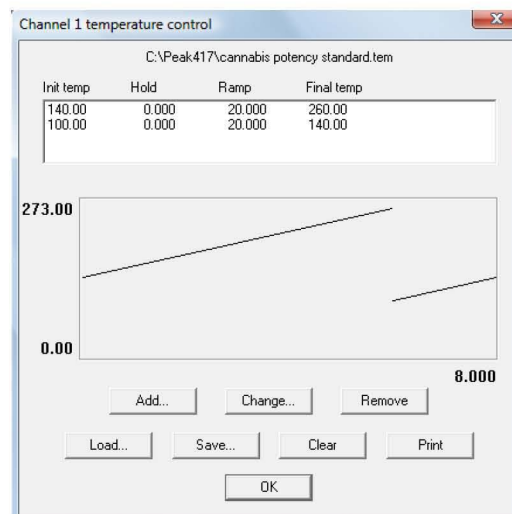 Channel 1 temperature control
C:\Peak417\cannabis potency standard.tem
Init temp Hold Ramp Final temp
140.00 0.000 20.000 260.00
100.00 0.000 20.000 140.00
273.00
0.00
8.000
Add... Change... Remove
Load... Save... Clear Print
OK